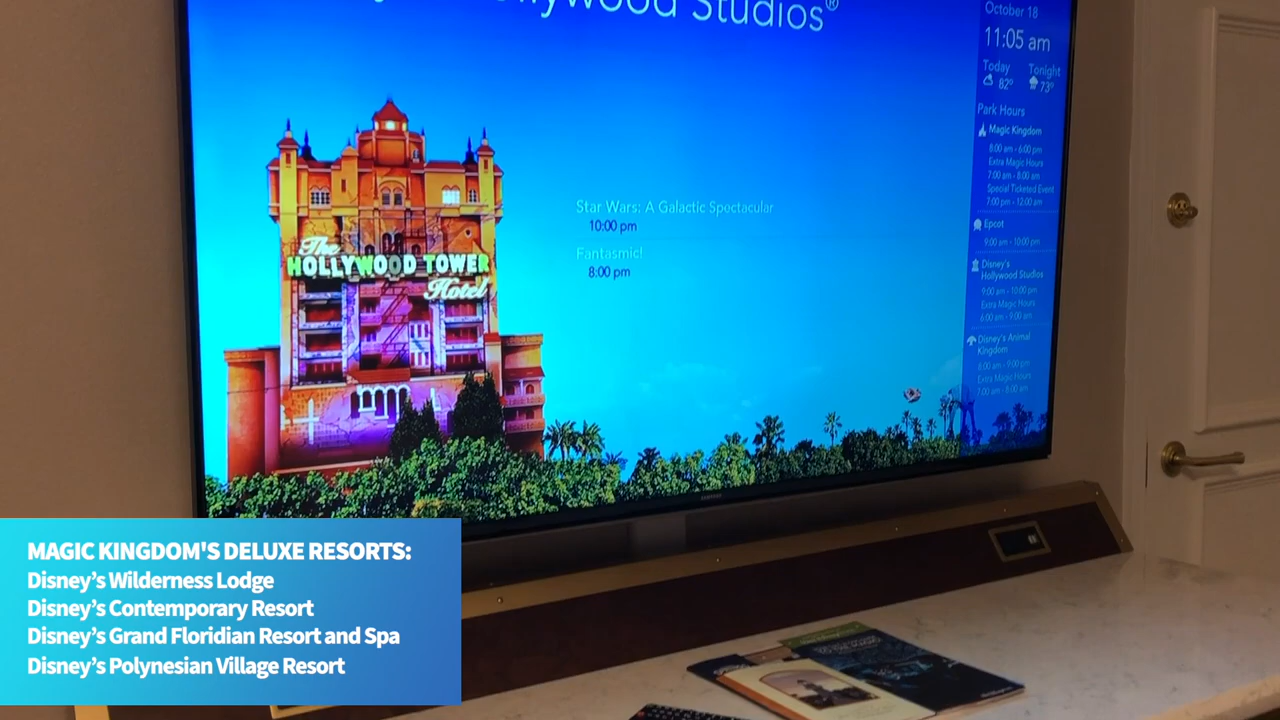 Hollywood Studios®
October 18
11:05 am
Today Tonight
82° 73°
Park Hours
Magic Kingdom
8:00 am - 6:00 pm
Extra Magic Hours
7:00 am - 8:00 am
Special Ticketed Event
7:00 pm - 12:00 am
Epcot
9:00 am - 10:00 pm
Disney's
Hollywood Studios
9:00 am - 10:00 pm
Extra Magic Hours
6:00 am - 9:00 am
Disney's Animal
Kingdom
8:00 am - 9:00 pm
Extra Magic Hours
7:00 am - 8:00 am
Star Wars: A Galactic Spectacular
10:00 pm
Fantasmic!
8:00 pm
The
HOLLYWOOD TOWER
Hotel
SAMSUNG
MAGIC KINGDOM'S DELUXE RESORTS:
Disney’s Wilderness Lodge
Disney’s Contemporary Resort
Disney’s Grand Floridian Resort and Spa
Disney’s Polynesian Village Resort